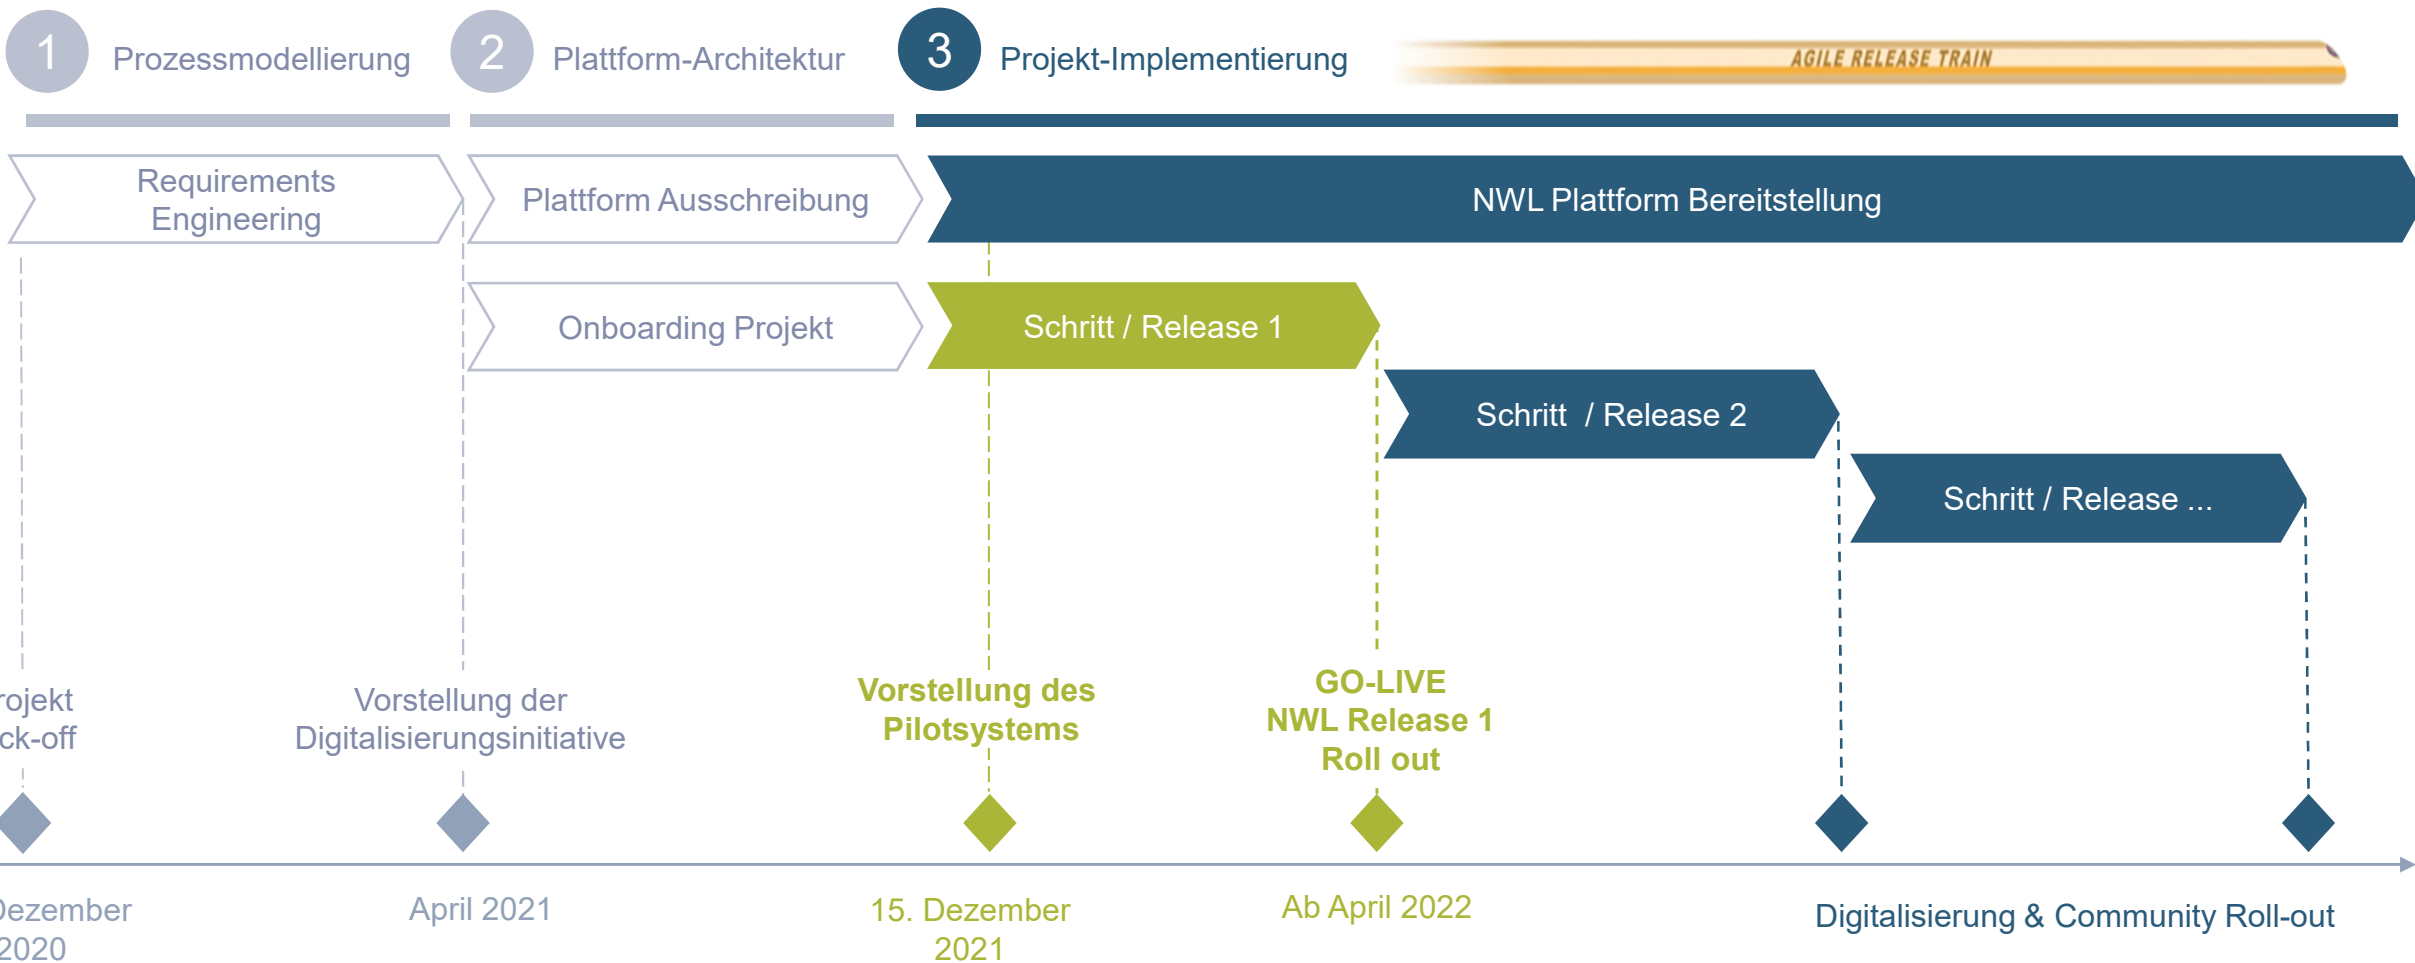 1
Prozessmodellierung
2
Plattform-Architektur
3
Projekt-Implementierung
AGILE RELEASE TRAIN
Requirements
Engineering
Plattform Ausschreibung
NWL Plattform Bereitstellung
Onboarding Projekt
Schritt / Release 1
Schritt  / Release 2
Schritt / Release ...
rojekt
ck-off
Vorstellung der
Digitalisierungsinitiative
Vorstellung des
Pilotsystems
GO-LIVE
NWL Release 1
Roll out
Dezember
2020
April 2021
15. Dezember
2021
Ab April 2022
Digitalisierung & Community Roll-out